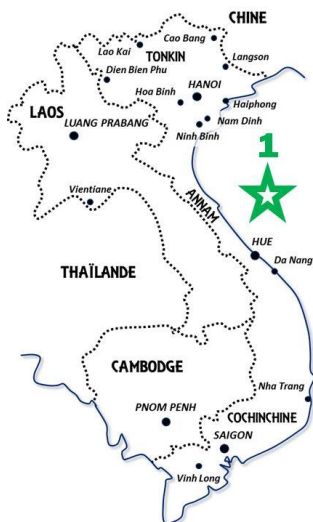 CHINE
Cao Bang
Lao Kai
TONKIN
Langson
Dien Bien Phu
HANOI
Hoa Binh
Haiphong
LAOS
Nam Dinh
LUANG PRABANG
Ninh Binh
1
Vientiane
ANNAM
HUE
Da Nang
THAÏLANDE
CAMBODGE
Nha Trang
PNOM PENH
COCHINCHINE
SAIGON
Vinh Long